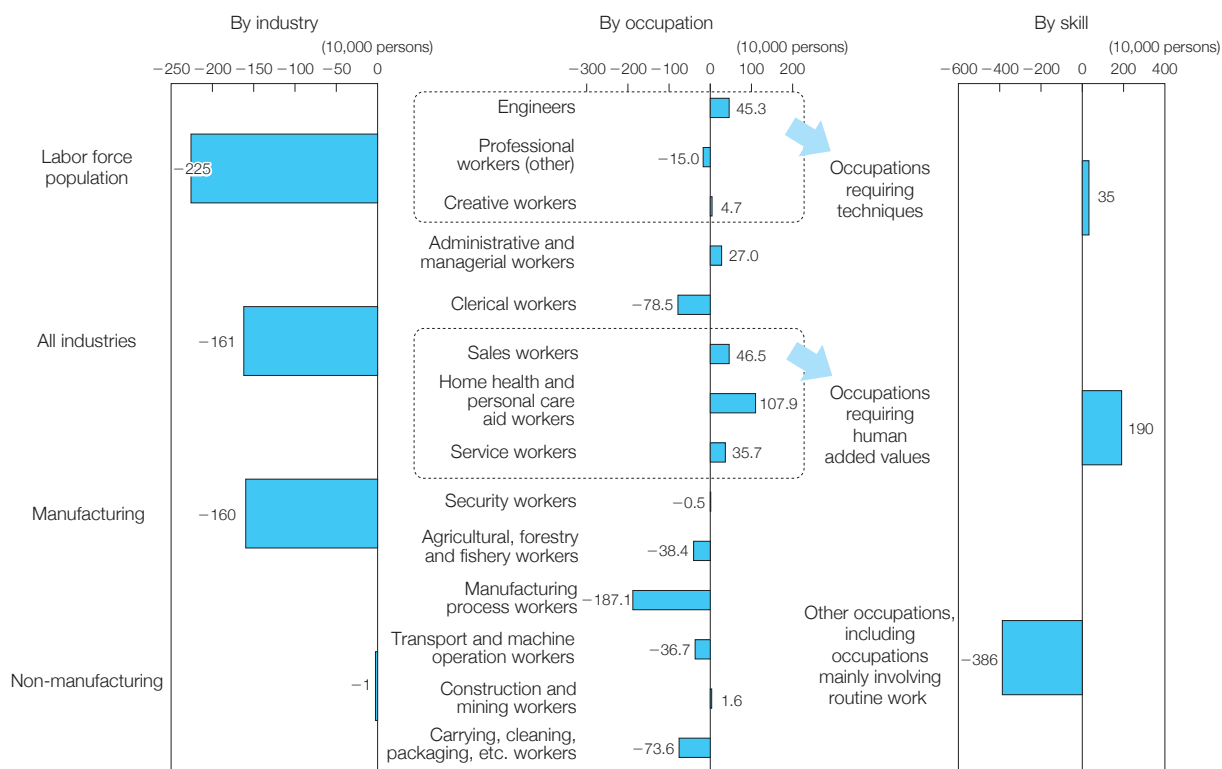 By industry
(10,000 persons)
−250 −200 −150 −100 −50 0
Labor force
population
−225
All industries
−161
Manufacturing
−160
Non-manufacturing
−1
By occupation
(10,000 persons)
−300 −200 −100 0 100 200
Engineers
45.3
Professional
workers (other)
−15.0
Creative workers
4.7
Administrative and
managerial workers
27.0
Clerical workers
−78.5
Sales workers
46.5
Home health and
personal care
aid workers
107.9
Service workers
35.7
Security workers
−0.5
Agricultural, forestry
and fishery workers
−38.4
Manufacturing
process workers
−187.1
Transport and machine
operation workers
−36.7
Construction and
mining workers
1.6
Carrying, cleaning,
packaging, etc. workers
−73.6
By skill
(10,000 persons)
−600 −400 −200 0 200 400
Occupations
requiring
techniques
35
Occupations
requiring
human
added values
190
Other occupations,
including
occupations
mainly involving
routine work
−386